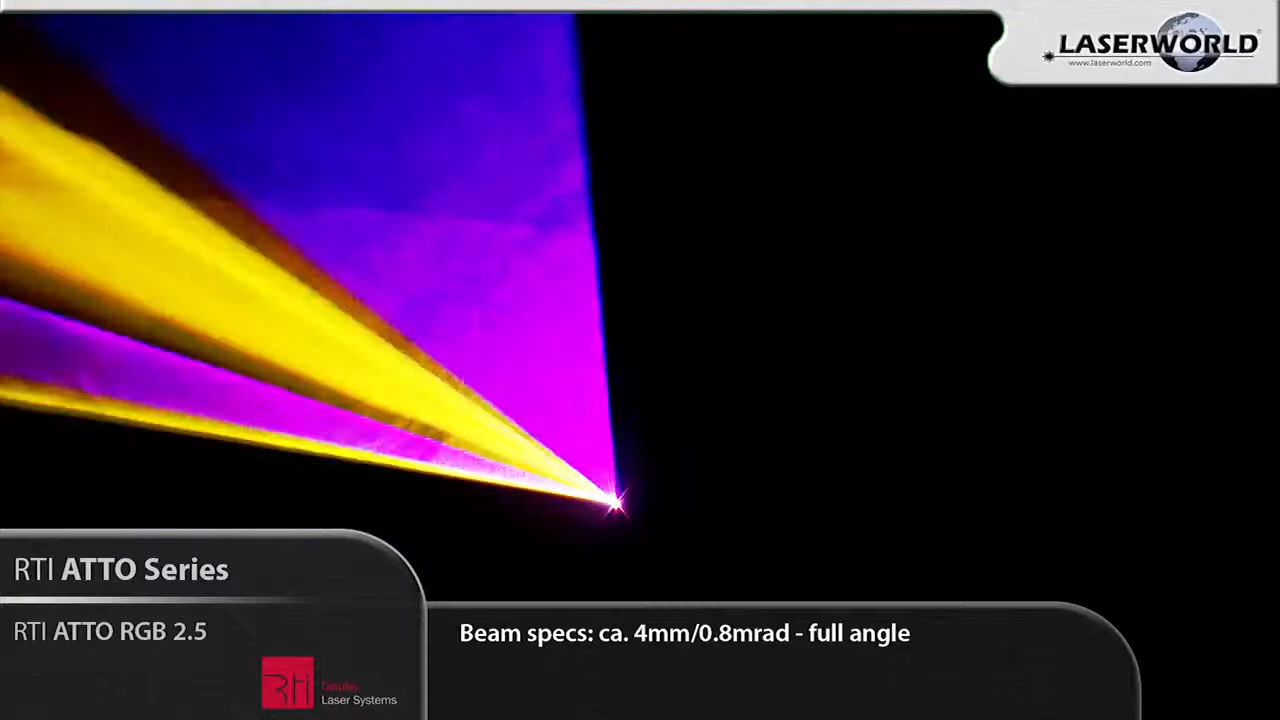 LASERWORLD®
www.laserworld.com
RTI ATTO Series
RTI ATTO RGB 2.5
Beam specs: ca. 4mm/0.8mrad - full angle
RTI
Display
Laser Systems